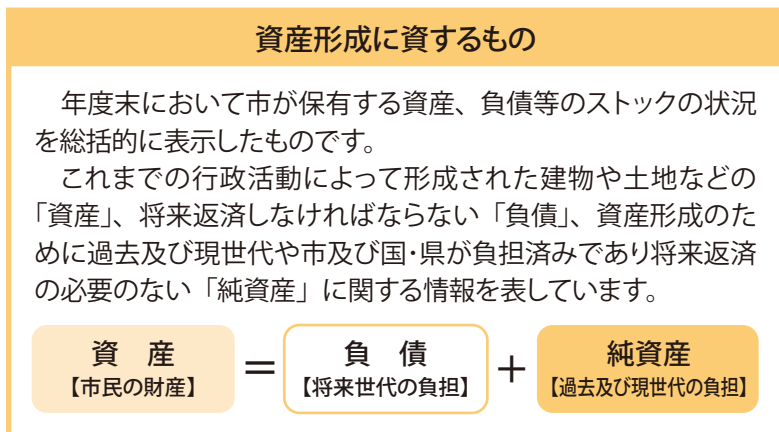 資産形成に資するもの
年度末において市が保有する資産、負債等のストックの状況
を総括的に表示したものです。
これまでの行政活動によって形成された建物や土地などの
「資産」、将来返済しなければならない「負債」、資産形成のた
めに過去及び現世代や市及び国・県が負担済みであり将来返済
の必要のない「純資産」に関する情報を表しています。
資 産 = 負 債 + 純資産
【市民の財産】 【将来世代の負担】 【過去及び現世代の負担】